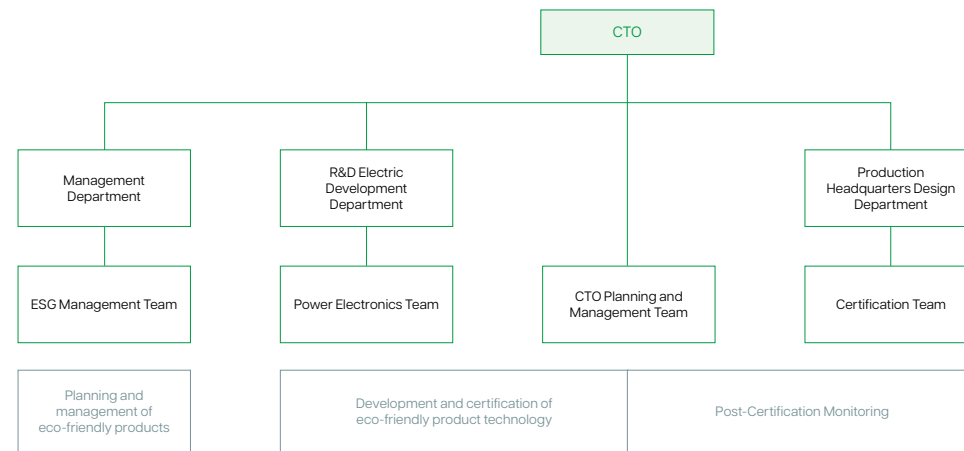 CTO
Management
Department
R&D Electric
Development
Department
Production
Headquarters Design
Department
ESG Management Team
Power Electronics Team
CTO Planning and
Management Team
Certification Team
Planning and
management of
eco-friendly products
Development and certification of
eco-friendly product technology
Post-Certification Monitoring